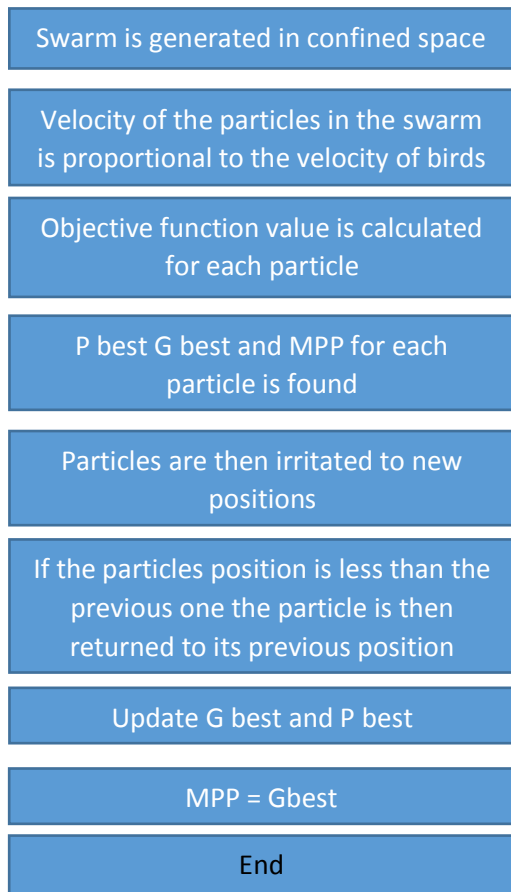 Swarm is generated in confined space
Velocity of the particles in the swarm
is proportional to the velocity of birds
Objective function value is calculated
for each particle
P best G best and MPP for each
particle is found
Particles are then irritated to new
positions
If the particles position is less than the
previous one the particle is then
returned to its previous position
Update G best and P best
MPP = Gbest
End